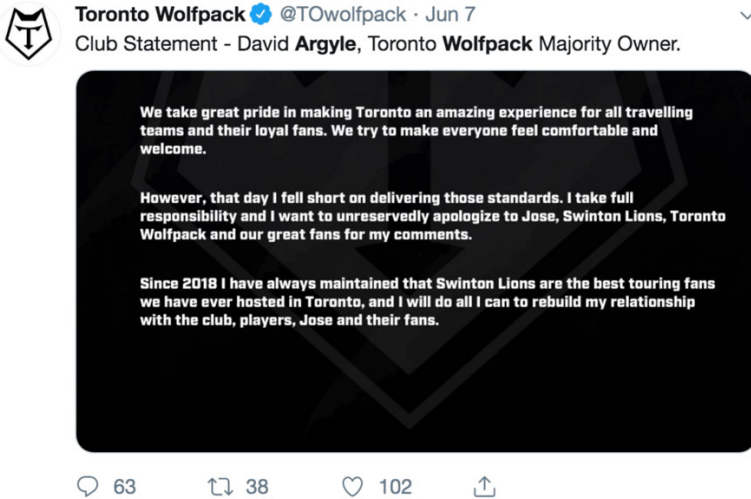 Toronto Wolfpack @TOwolfpack · Jun 7
Club Statement - David Argyle, Toronto Wolfpack Majority Owner.
We take great pride in making Toronto an amazing experience for all travelling
teams and their loyal fans. We try to make everyone feel comfortable and
welcome.
However, that day I fell short on delivering those standards. I take full
responsibility and I want to unreservedly apologize to Jose, Swinton Lions, Toronto
Wolfpack and our great fans for my comments.
Since 2018 I have always maintained that Swinton Lions are the best touring fans
we have ever hosted in Toronto, and I will do all I can to rebuild my relationship
with the club, players, Jose and their fans.
63 38 102